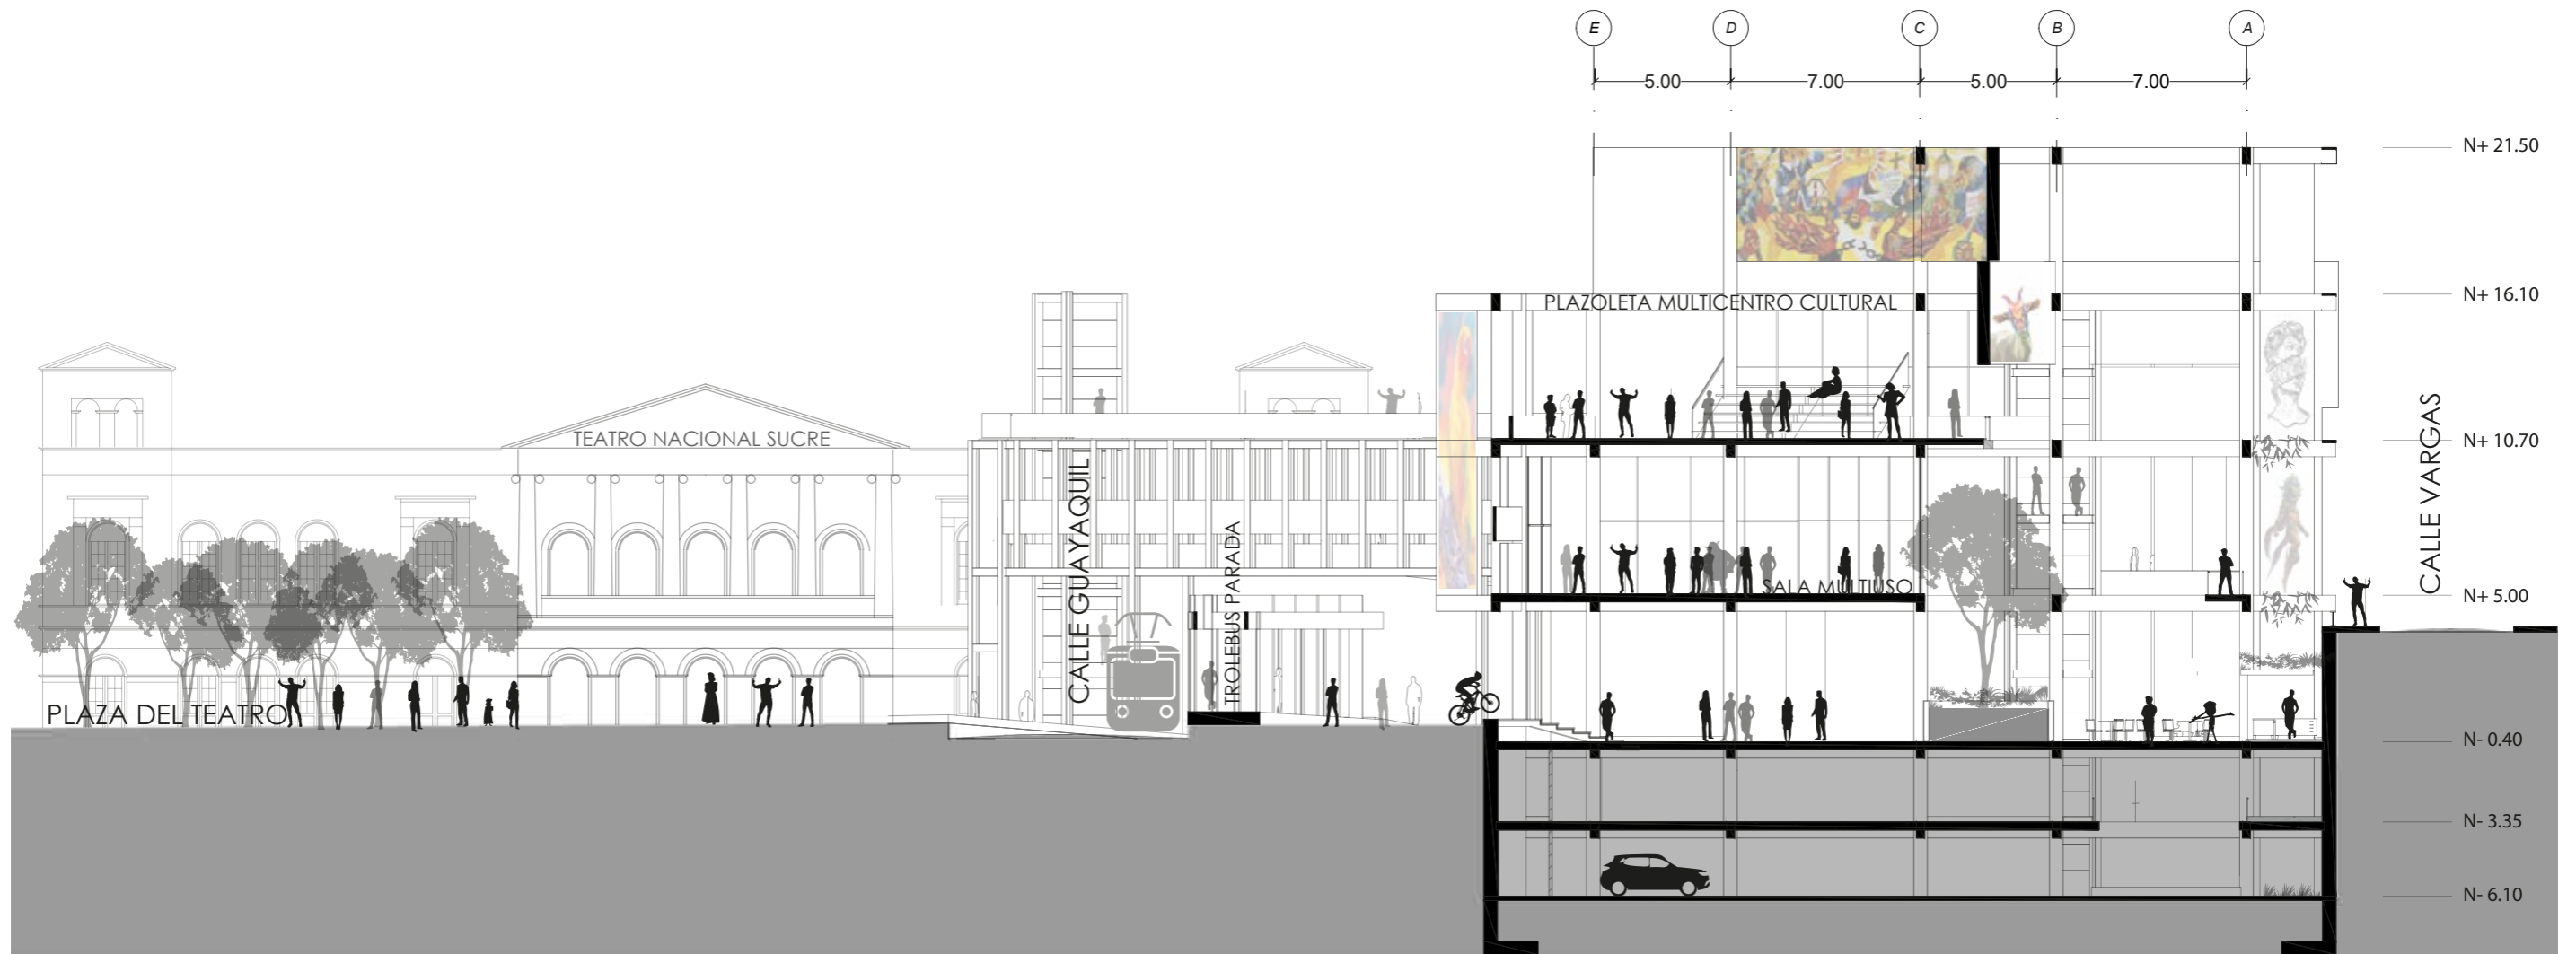 E D C B A
5.00 7.00 5.00 7.00
N+ 21.50
N+ 16.10
PLAZOLETA MULTICENTRO CULTURAL
TEATRO NACIONAL SUCRE
N+ 10.70
CALLE GUAYAQUIL
TROLEBUS PARADA
SALA MULTIUSO
CALLE VARGAS
N+ 5.00
PLAZA DEL TEATRO
N- 0.40
N- 3.35
N- 6.10